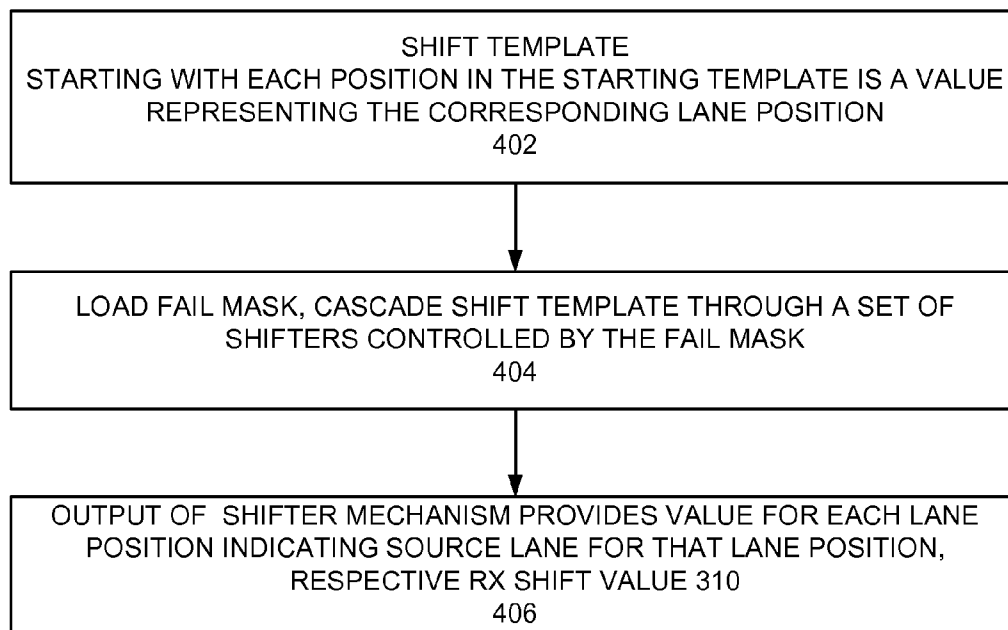 SHIFT TEMPLATE
STARTING WITH EACH POSITION IN THE STARTING TEMPLATE IS A VALUE
REPRESENTING THE CORRESPONDING LANE POSITION
402
LOAD FAIL MASK, CASCADE SHIFT TEMPLATE THROUGH A SET OF
SHIFTERS CONTROLLED BY THE FAIL MASK
404
OUTPUT OF SHIFTER MECHANISM PROVIDES VALUE FOR EACH LANE
POSITION INDICATING SOURCE LANE FOR THAT LANE POSITION,
RESPECTIVE RX SHIFT VALUE 310
406